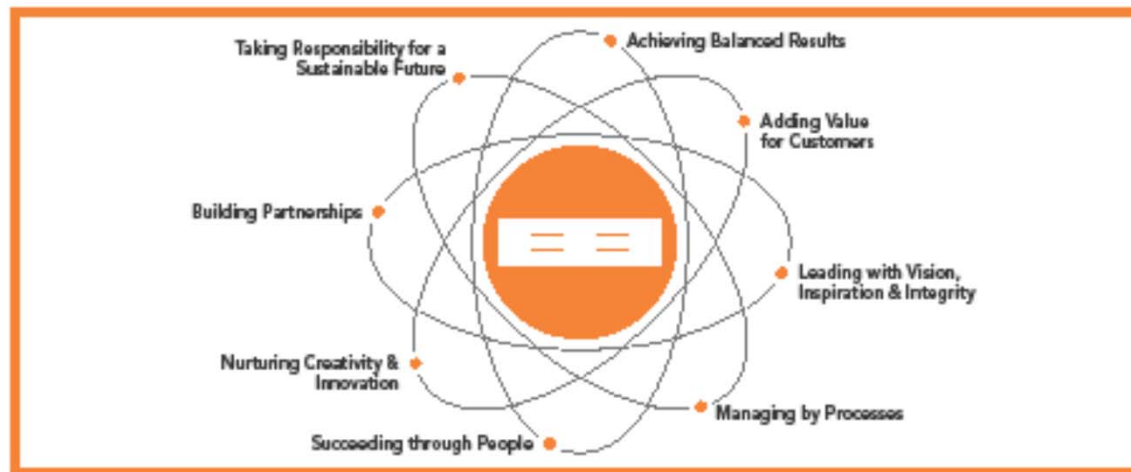 Achieving Balanced Results
Taking Responsibility for a
Sustainable Future
Adding Value
for Customers
Building Partnerships
Leading with Vision,
Inspiration & Integrity
Nurturing Creativity &
Innovation
Managing by Processes
Succeeding through People